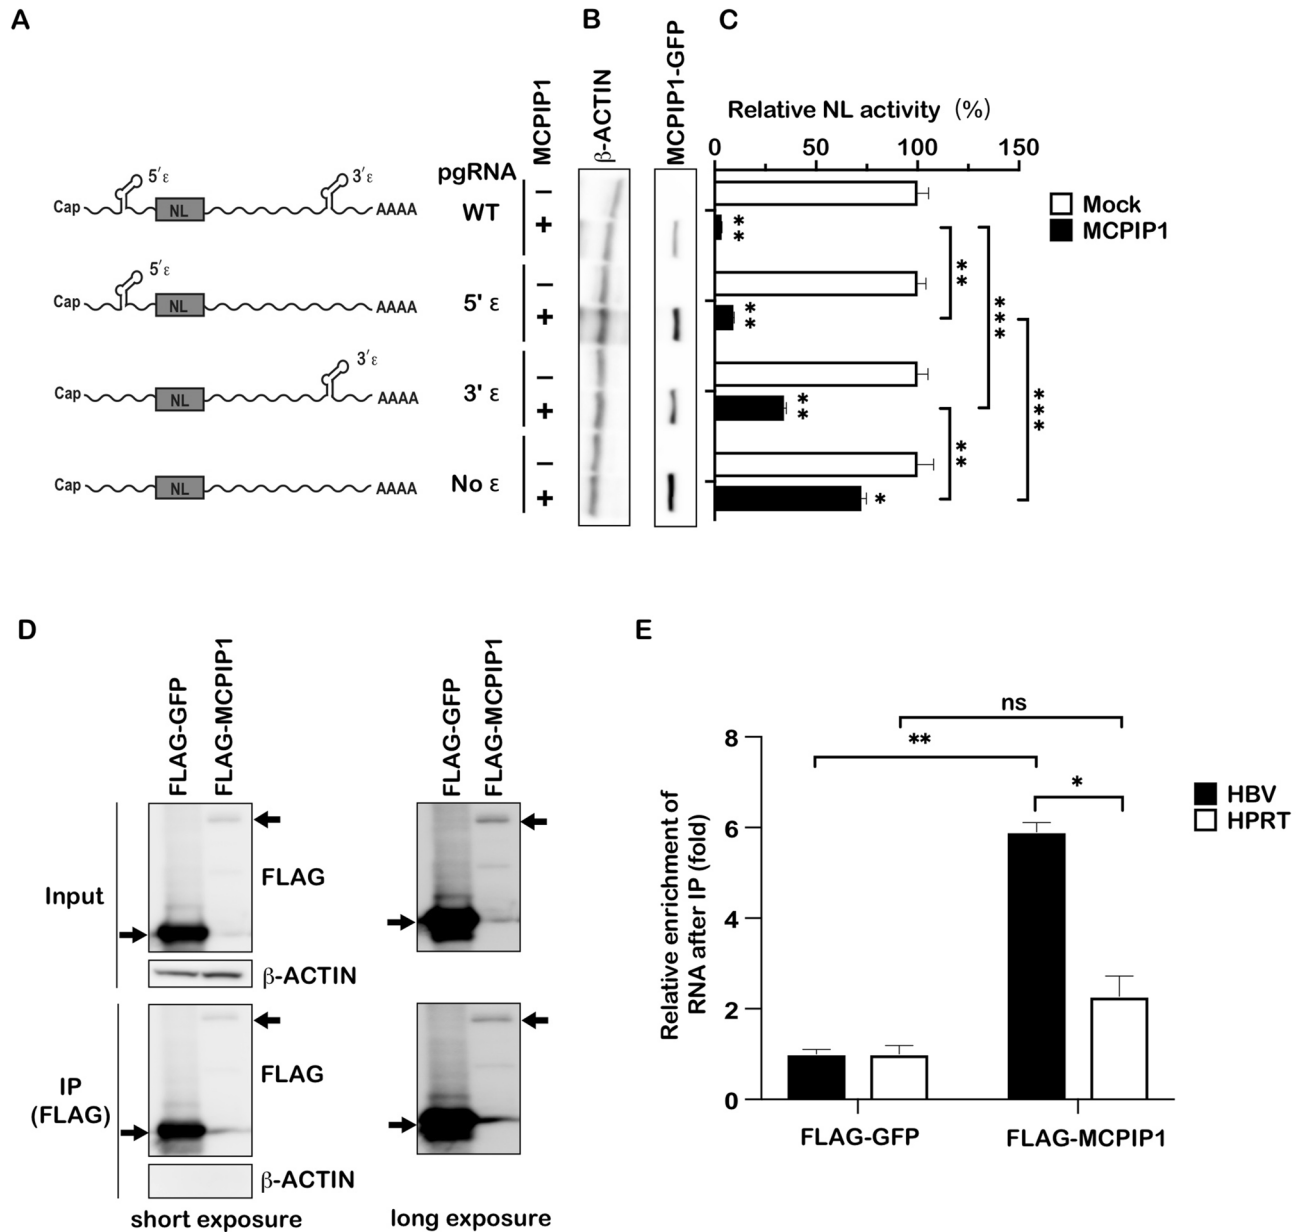 A
B
C
MCPIP1
β-ACTIN
MCPIP1-GFP
Relative NL activity (%)
0 50 100 150
pgRNA
Cap 5′ε NL 3′ε AAAA
WT
−
+
**
Mock
MCPIP1
Cap 5′ε NL AAAA
5' ε
−
+
**
Cap NL 3′ε AAAA
3' ε
−
+
**
Cap NL AAAA
No ε
−
+
*
**
***
***
**
D
FLAG-GFP
FLAG-MCPIP1
FLAG-GFP
FLAG-MCPIP1
Input
FLAG
β-ACTIN
IP
(FLAG)
FLAG
β-ACTIN
short exposure
long exposure
E
Relative enrichment of
RNA after IP (fold)
8
6
4
2
0
ns
**
*
HBV
HPRT
FLAG-GFP
FLAG-MCPIP1